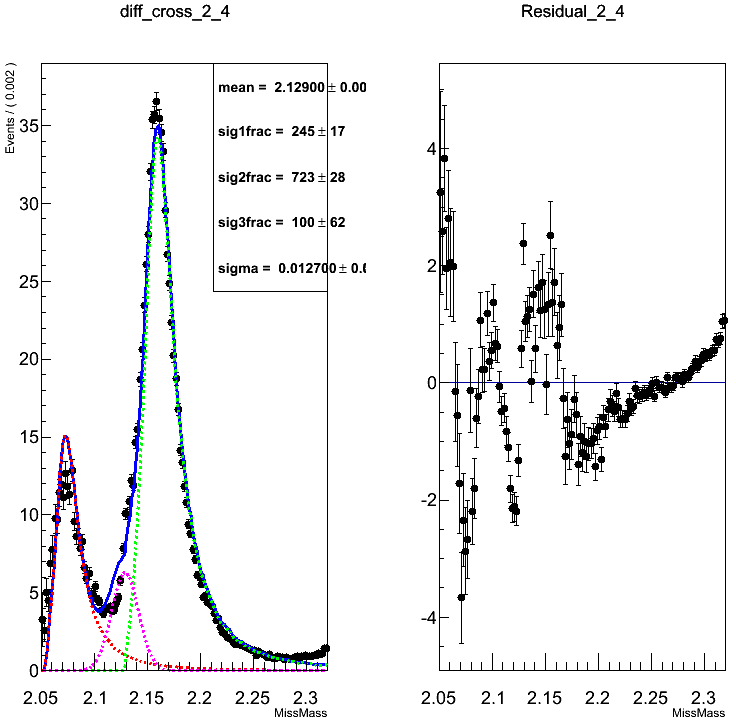 diff_cross_2_4
Events / ( 0.002 )
mean = 2.12900 ± 0.00
sig1frac = 245 ± 17
sig2frac = 723 ± 28
sig3frac = 100 ± 62
sigma = 0.012700 ± 0.0
35
30
25
20
15
10
5
0
2.05 2.1 2.15 2.2 2.25 2.3
MissMass
Residual_2_4
4
2
0
-2
-4
2.05 2.1 2.15 2.2 2.25 2.3
MissMass